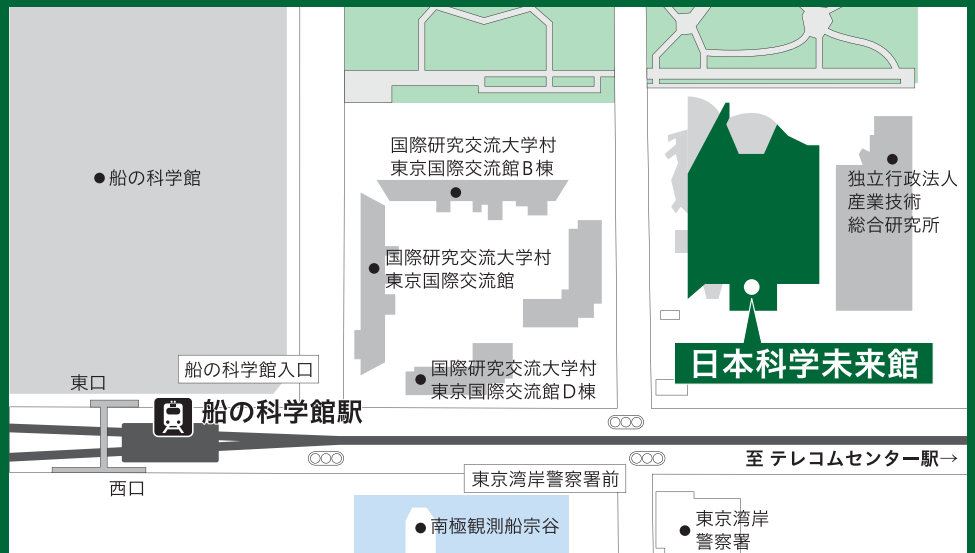 国際研究交流大学村
東京国際交流館B棟
船の科学館
独立行政法人
産業技術
総合研究所
国際研究交流大学村
東京国際交流館
日本科学未来館
船の科学館入口
国際研究交流大学村
東京国際交流館D棟
東口
船の科学館駅
至 テレコムセンター駅→
東京湾岸警察署前
西口
南極観測船宗谷
東京湾岸
警察署